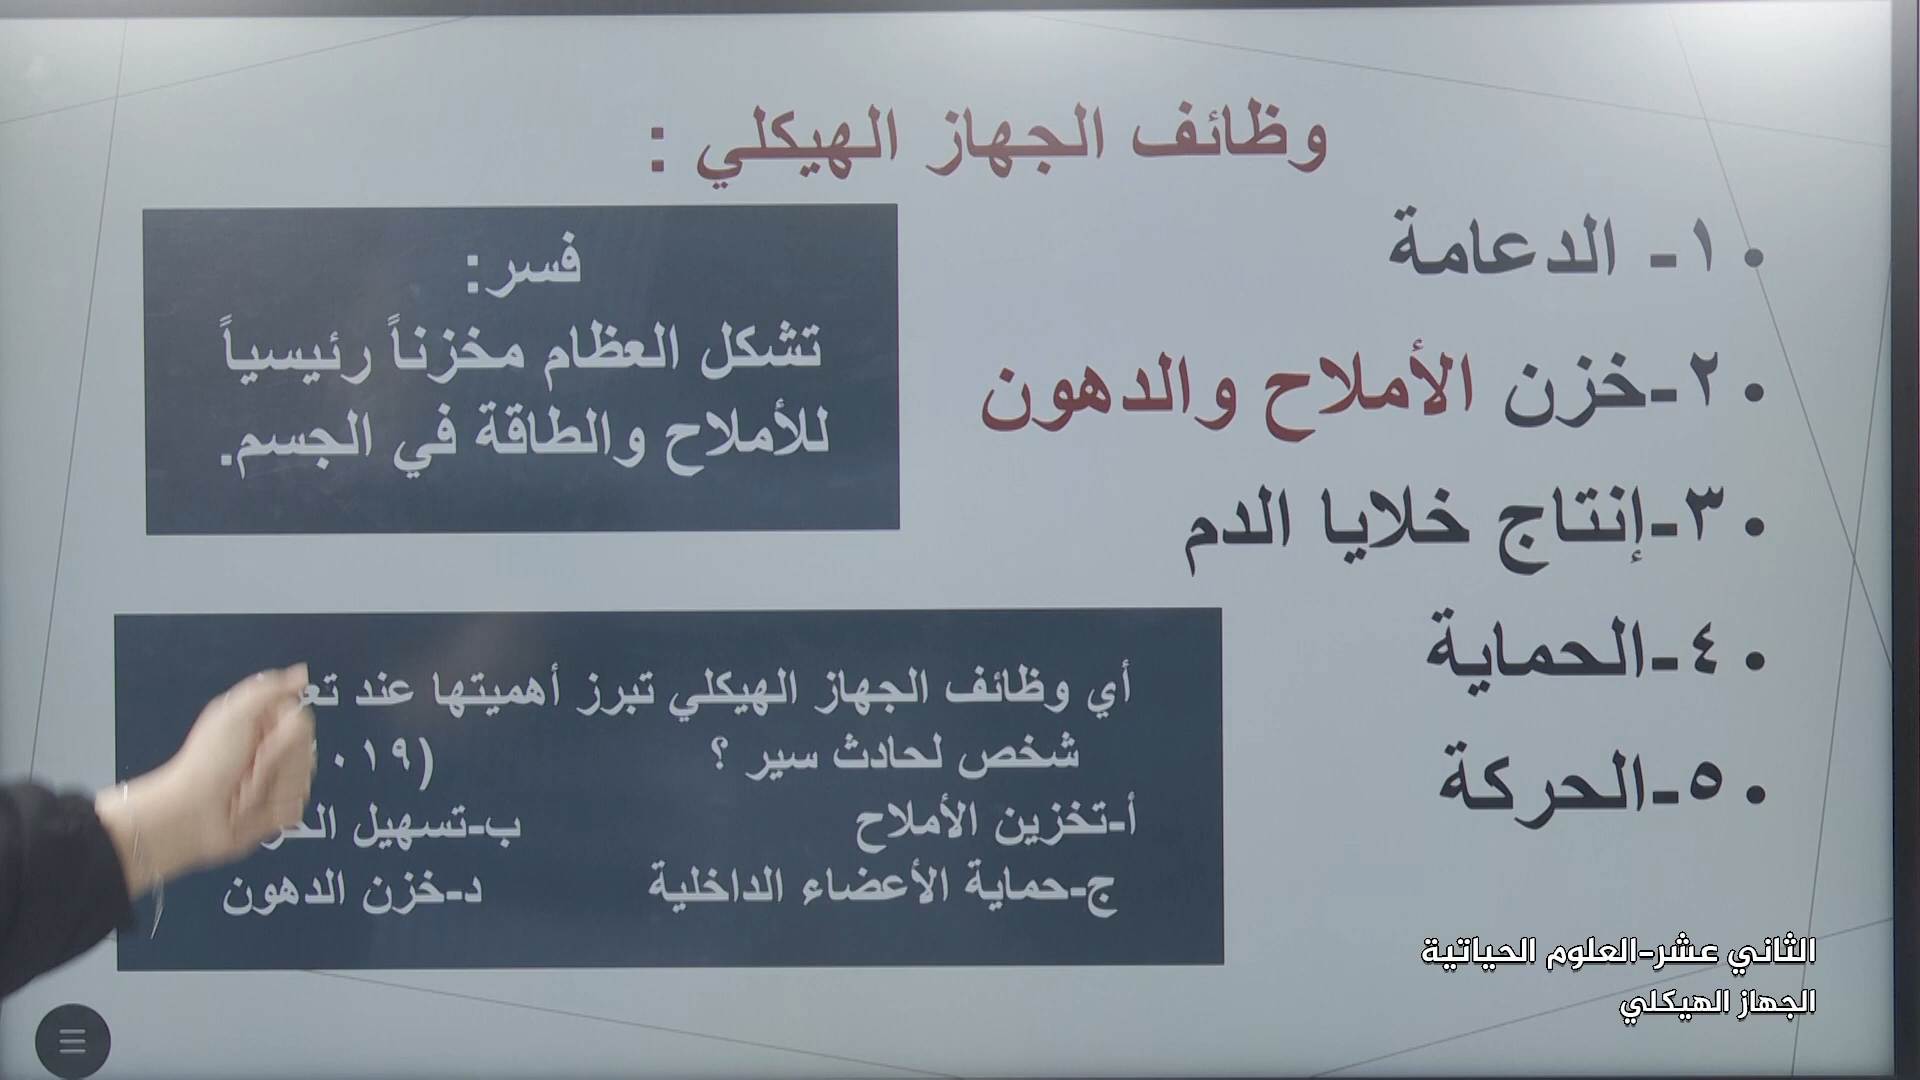 وظائف الجهاز الهيكلي :
• ١- الدعامة
• ٢-خزن الأملاح والدهون
• ٣-إنتاج خلايا الدم
• ٤-الحماية
• ٥-الحركة
فسر:
تشكل العظام مخزناً رئيسياً
للأملاح والطاقة في الجسم.
أي وظائف الجهاز الهيكلي تبرز أهميتها عند
شخص لحادث سير ؟
أ-تخزين الأملاح ب-تسهيل
ج-حماية الأعضاء الداخلية د-خزن الدهون
الثاني عشر-العلوم الحياتية
الجهاز الهيكلي